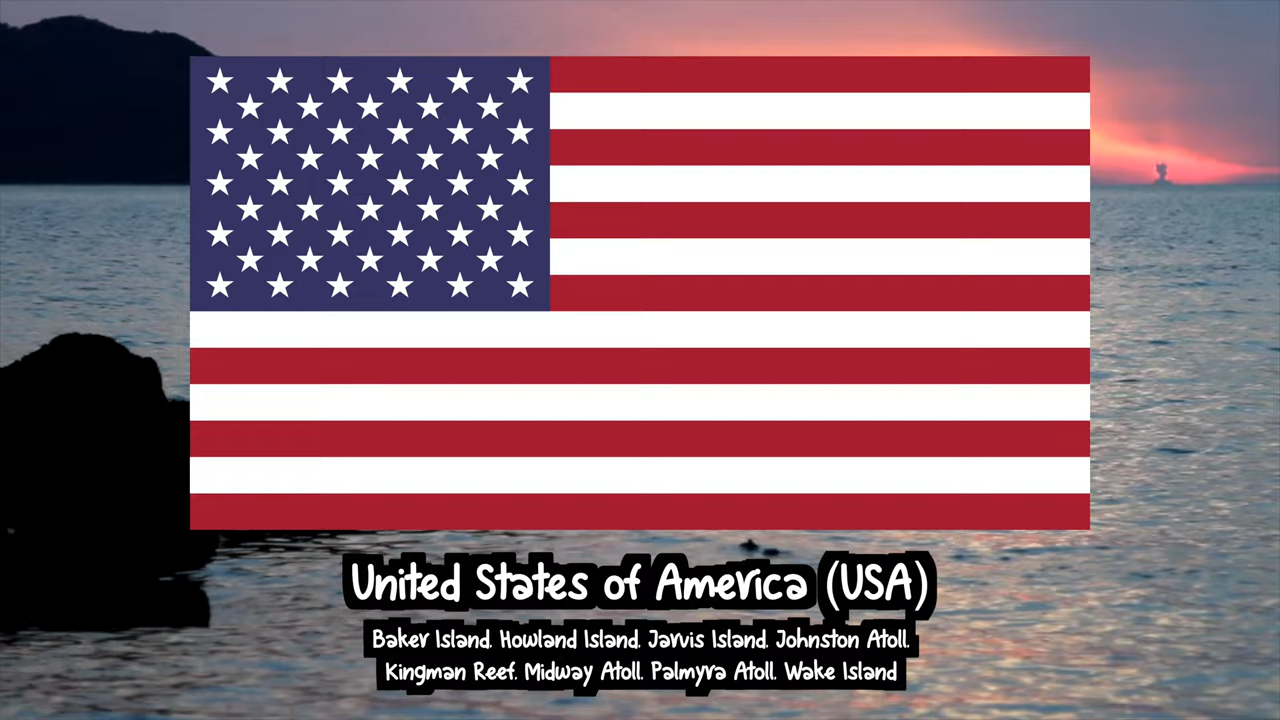 United States of America (USA)
Baker Island, Howland Island, Jarvis Island, Johnston Atoll,
Kingman Reef, Midway Atoll, Palmyra Atoll, Wake Island